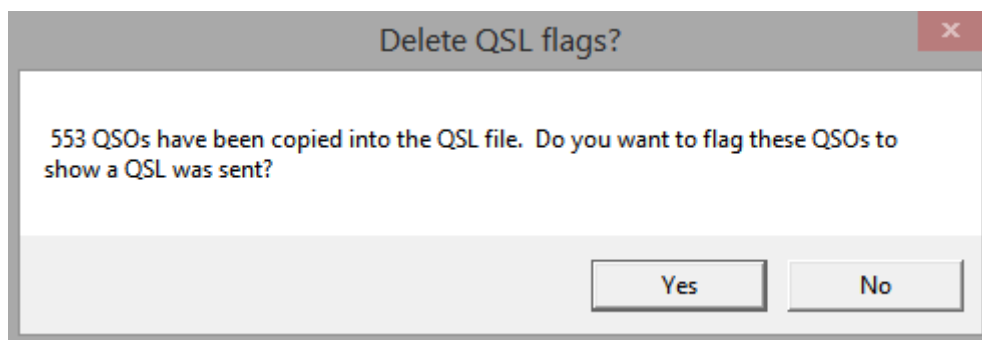 Delete QSL flags?
553 QSOs have been copied into the QSL file.  Do you want to flag these QSOs to
show a QSL was sent?
Yes
No